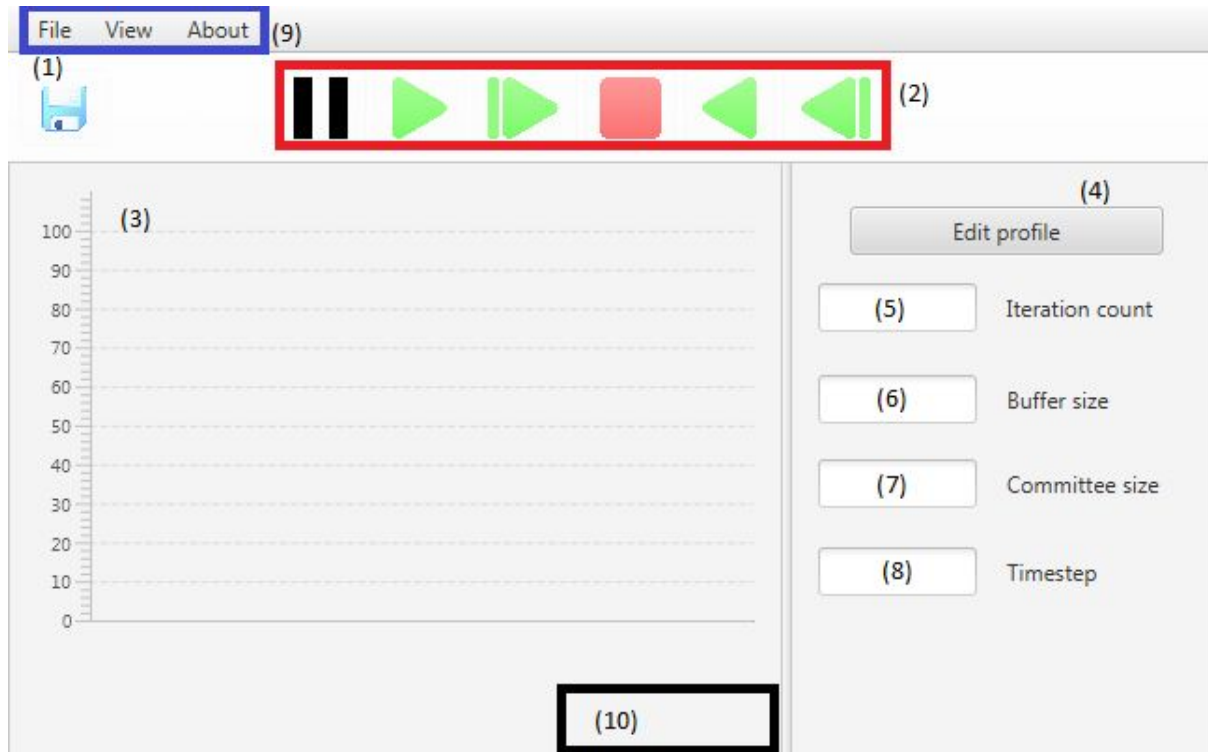 File View About (9)
(1)
(2)
(4)
(3)
Edit profile
100
90
80
70
60
50
40
30
20
10
0
(5) Iteration count
(6) Buffer size
(7) Committee size
(8) Timestep
(10)